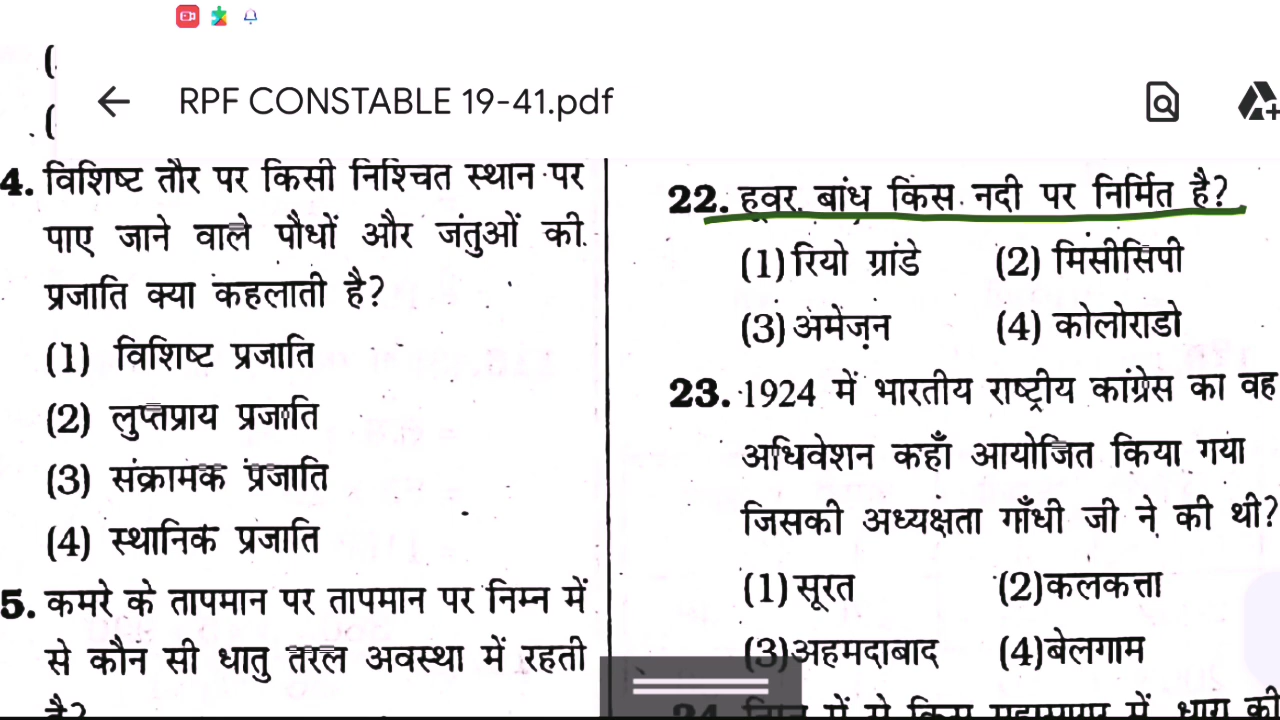 RPF CONSTABLE 19-41.pdf
4. विशिष्ट तौर पर किसी निश्चित स्थान पर
पाए जाने वाले पौधों और जंतुओं की
प्रजाति क्या कहलाती है?
(1) विशिष्ट प्रजाति
(2) लुप्तप्राय प्रजाति
(3) संक्रामक प्रजाति
(4) स्थानिक प्रजाति
5. कमरे के तापमान पर तापमान पर निम्न में
से कौन सी धातु तरल अवस्था में रहती
है?
22. हूवर बांध किस नदी पर निर्मित है?
(1) रियो ग्रांडे (2) मिसीसिपी
(3) अमेज़न (4) कोलोराडो
23. 1924 में भारतीय राष्ट्रीय कांग्रेस का वह
अधिवेशन कहाँ आयोजित किया गया
जिसकी अध्यक्षता गाँधी जी ने की थी?
(1) सूरत (2) कलकत्ता
(3) अहमदाबाद (4) बेलगाम